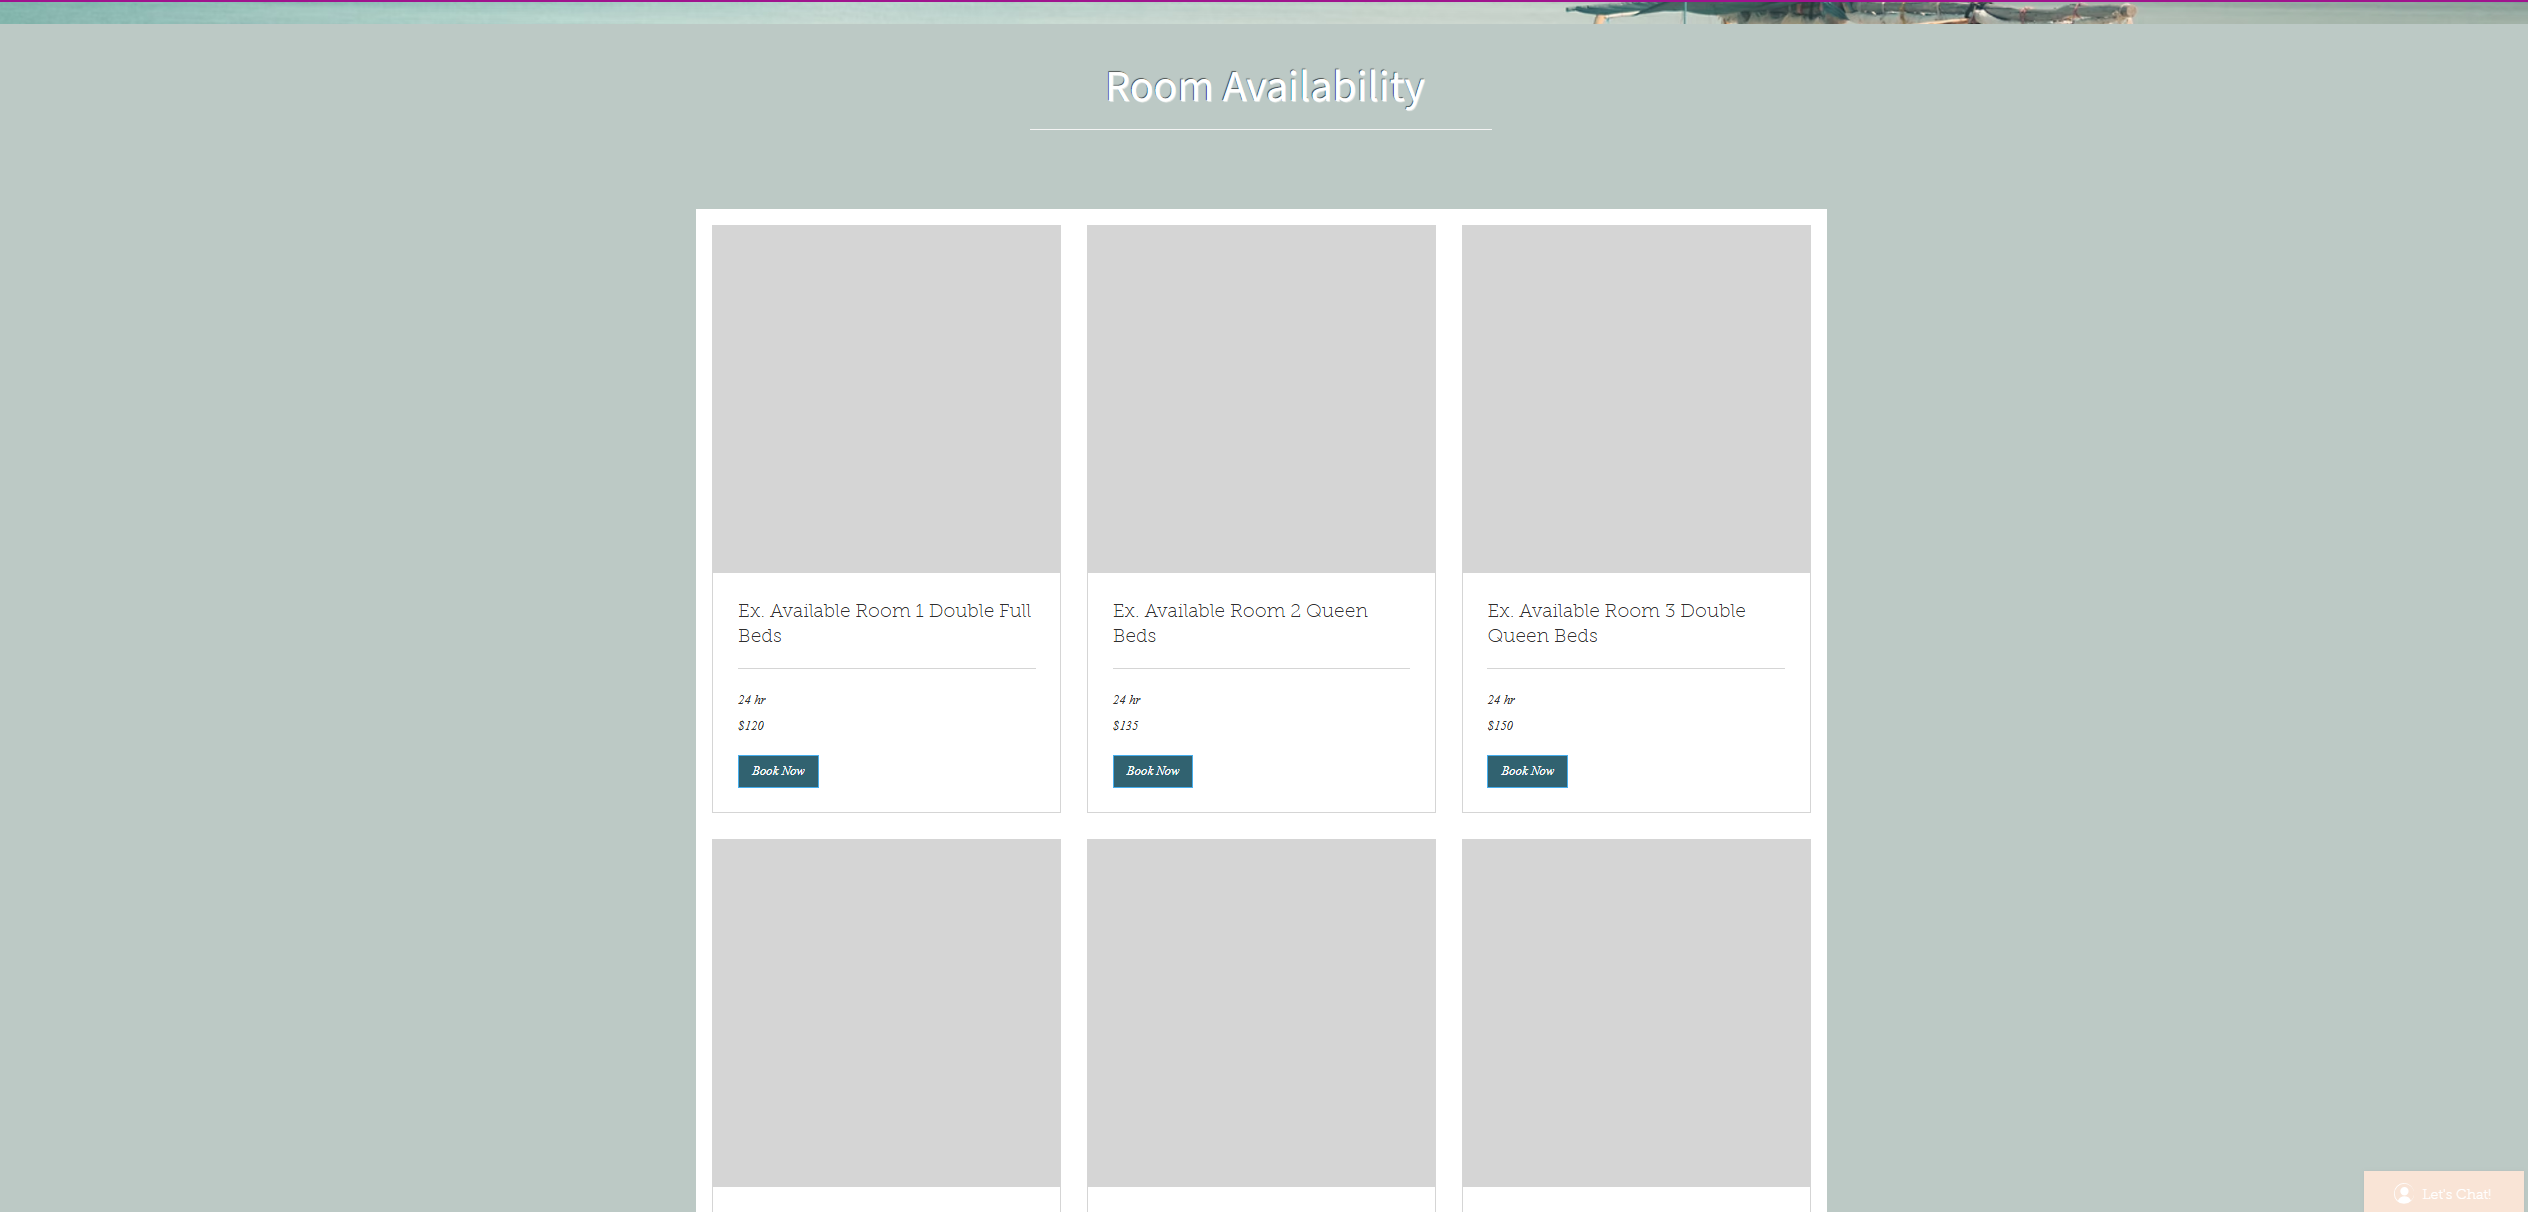 Room Availability
Ex. Available Room 1 Double Full
Beds
24 hr
$120
Book Now
Ex. Available Room 2 Queen
Beds
24 hr
$135
Book Now
Ex. Available Room 3 Double
Queen Beds
24 hr
$150
Book Now
Let's Chat!